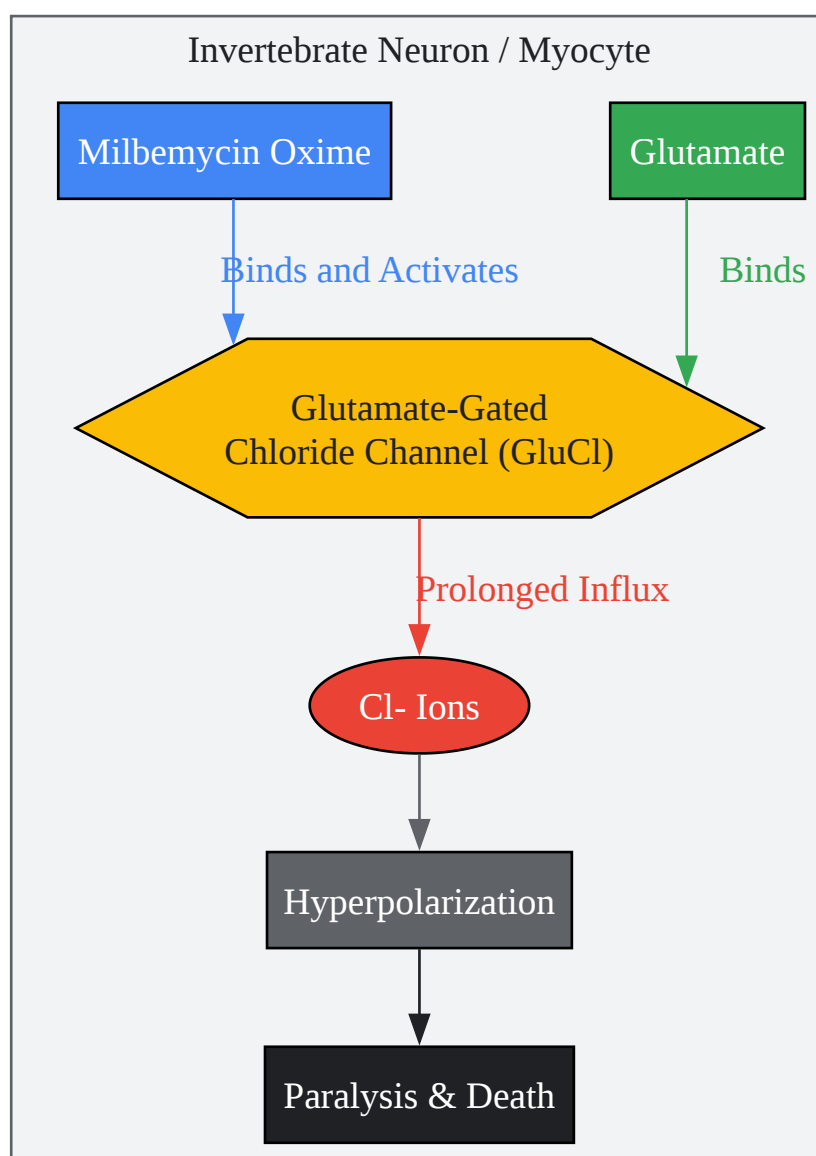 Invertebrate Neuron / Myocyte
Milbemycin Oxime
Glutamate
Binds and Activates
Binds
Glutamate-Gated
Chloride Channel (GluCl)
Prolonged Influx
Cl- Ions
Hyperpolarization
Paralysis & Death